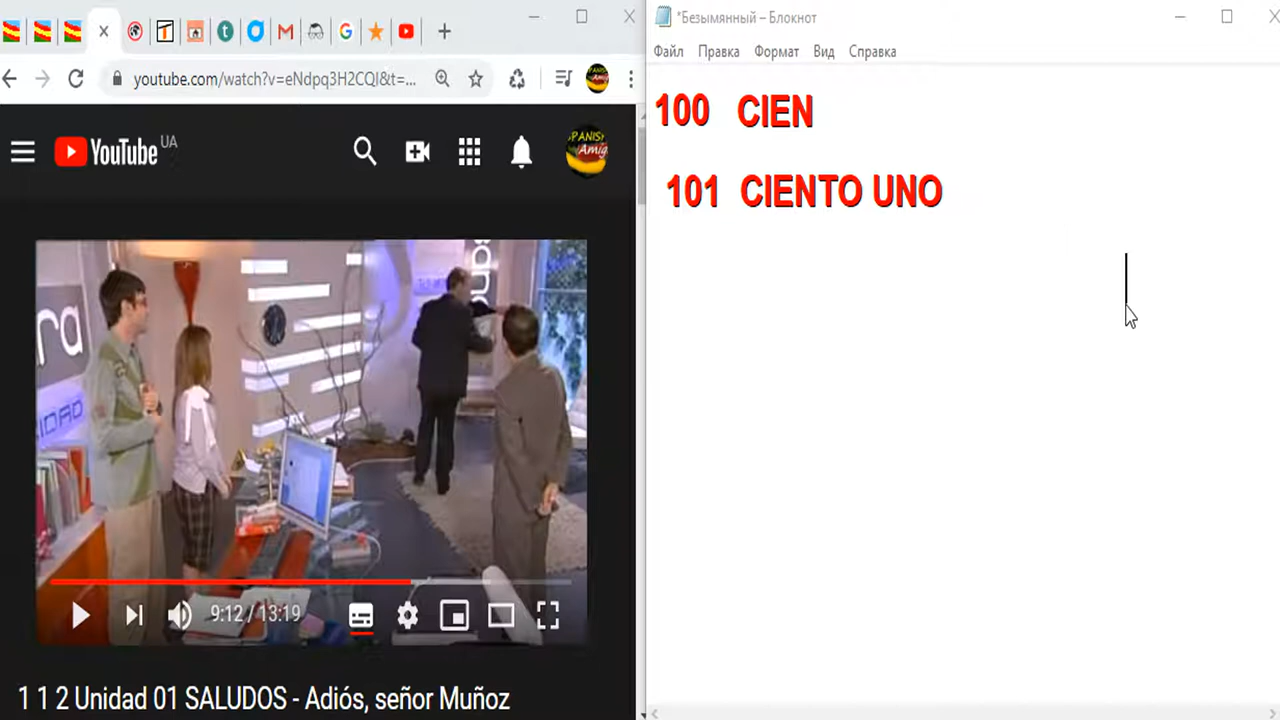 youtube.com/watch?v=eNdpq3H2CQI&t=...
YouTube UA
9:12 / 13:19
1 1 2 Unidad 01 SALUDOS - Adiós, señor Muñoz
*Безымянный – Блокнот
Файл Правка Формат Вид Справка
100 CIEN
101 CIENTO UNO